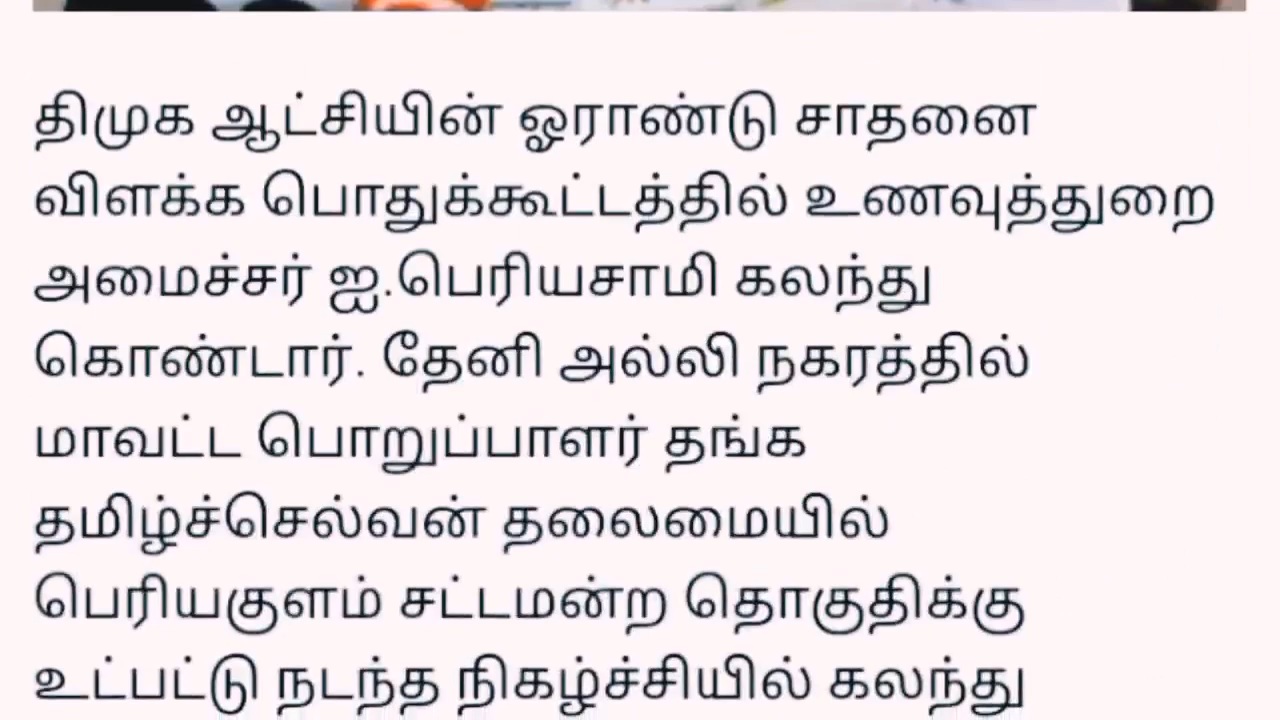 திமுக ஆட்சியின் ஓராண்டு சாதனை
விளக்க பொதுக்கூட்டத்தில் உணவுத்துறை
அமைச்சர் ஐ.பெரியசாமி கலந்து
கொண்டார். தேனி அல்லி நகரத்தில்
மாவட்ட பொறுப்பாளர் தங்க
தமிழ்ச்செல்வன் தலைமையில்
பெரியகுளம் சட்டமன்ற தொகுதிக்கு
உட்பட்டு நடந்த நிகழ்ச்சியில் கலந்து